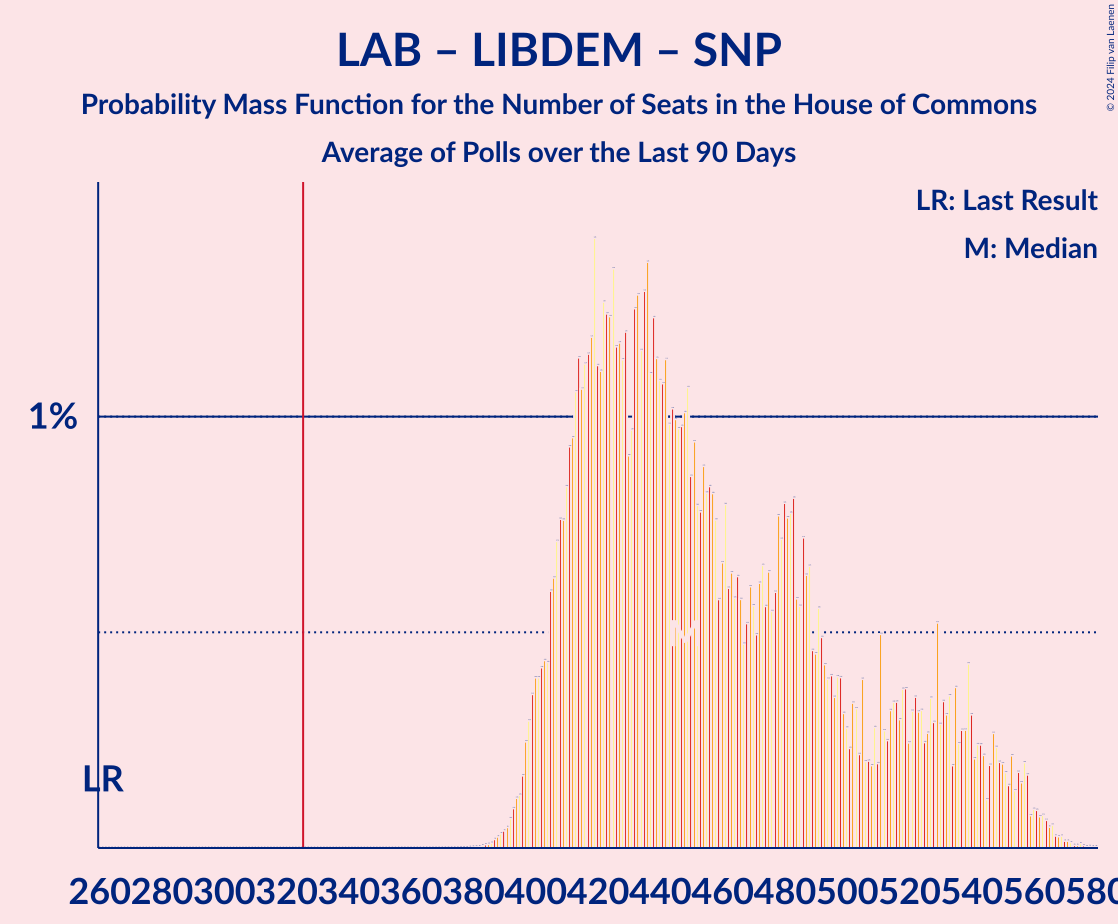 LAB – LIBDEM – SNP
Probability Mass Function for the Number of Seats in the House of Commons
Average of Polls over the Last 90 Days
© 2024 Filip van Laenen
LR: Last Result
M: Median
1%
M
LR
260280300320340360380400420440460480500520540560580